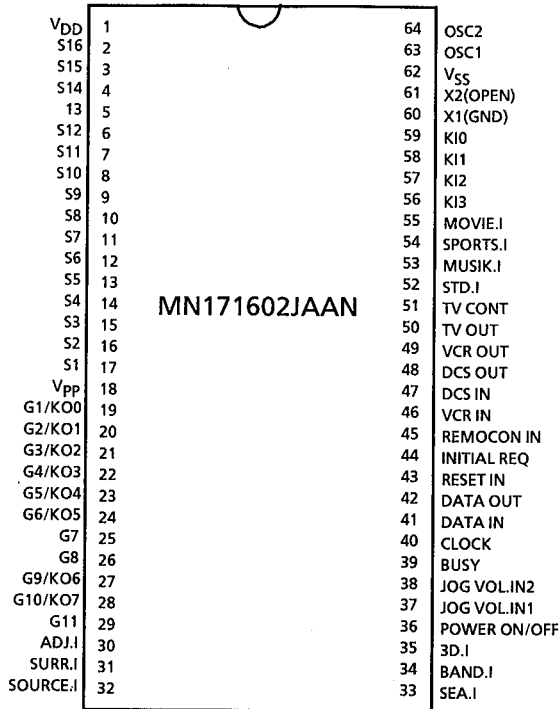 VDD 1
S16 2
S15 3
S14 4
13 5
S12 6
S11 7
S10 8
S9 9
S8 10
S7 11
S6 12
S5 13
S4 14
S3 15
S2 16
S1 17
VPP 18
G1/KO0 19
G2/KO1 20
G3/KO2 21
G4/KO3 22
G5/KO4 23
G6/KO5 24
G7 25
G8 26
G9/KO6 27
G10/KO7 28
G11 29
ADJ.I 30
SURR.I 31
SOURCE.I 32
MN171602JAAN
64 OSC2
63 OSC1
62 VSS
61 X2(OPEN)
60 X1(GND)
59 KI0
58 KI1
57 KI2
56 KI3
55 MOVIE.I
54 SPORTS.I
53 MUSIK.I
52 STD.I
51 TV CONT
50 TV OUT
49 VCR OUT
48 DCS OUT
47 DCS IN
46 VCR IN
45 REMOCON IN
44 INITIAL REQ
43 RESET IN
42 DATA OUT
41 DATA IN
40 CLOCK
39 BUSY
38 JOG VOL.IN2
37 JOG VOL.IN1
36 POWER ON/OFF
35 3D.I
34 BAND.I
33 SEA.I